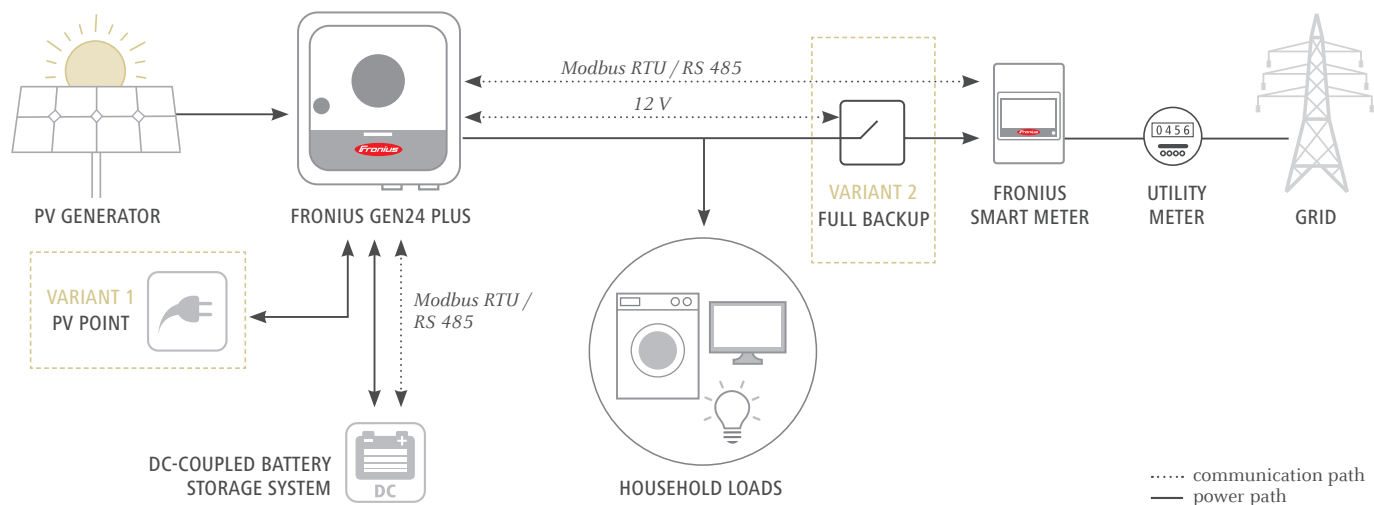 Modbus RTU / RS 485
12 V
Fronius
Fronius
0456
PV GENERATOR
FRONIUS GEN24 PLUS
VARIANT 2
FULL BACKUP
FRONIUS
SMART METER
UTILITY
METER
GRID
VARIANT 1
PV POINT
Modbus RTU /
RS 485
DC-COUPLED BATTERY
STORAGE SYSTEM
DC
HOUSEHOLD LOADS
communication path
power path